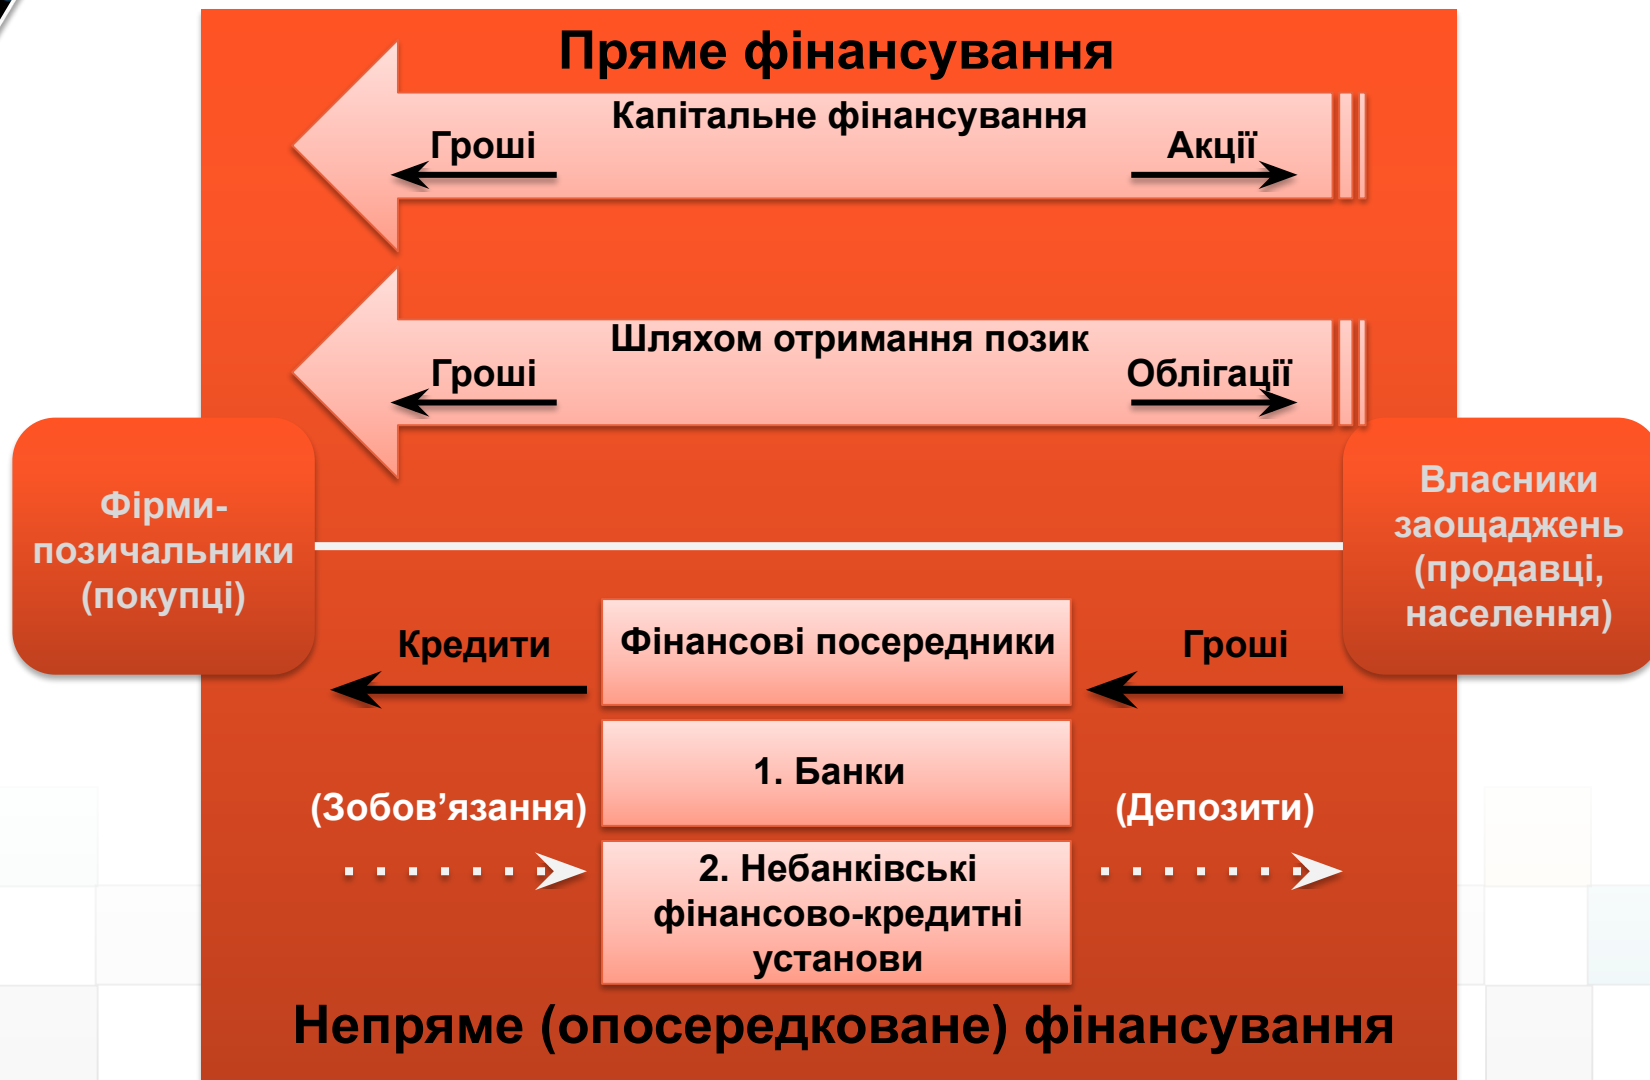 Пряме фінансування
Капітальне фінансування
Гроші
Акції
Шляхом отримання позик
Гроші
Облігації
Фірми-
позичальники
(покупці)
Власники
заощаджень
(продавці,
населення)
Кредити
Фінансові посередники
Гроші
1. Банки
(Зобов’язання)
(Депозити)
2. Небанківські
фінансово-кредитні
установи
Непряме (опосередковане) фінансування